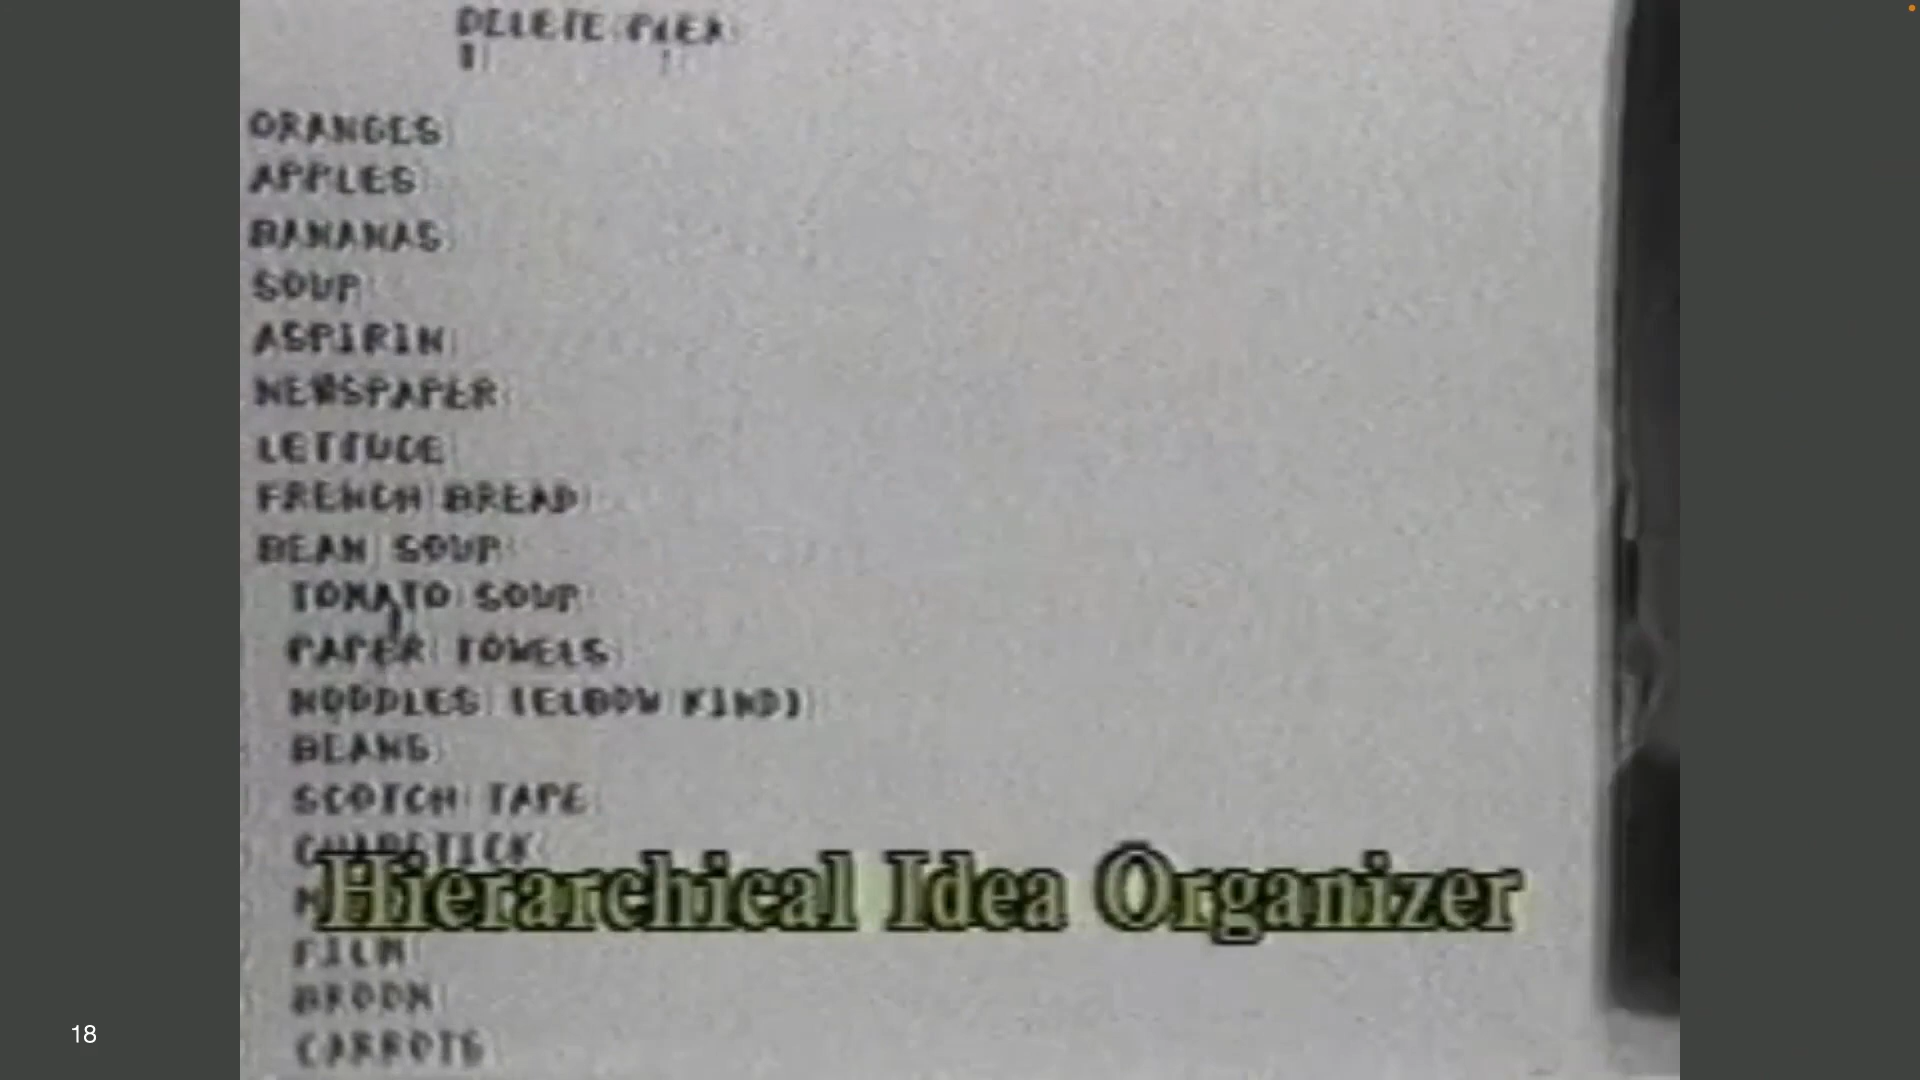 DELETE PLEX
ORANGES
APPLES
BANANAS
SOUP
ASPIRIN
NEWSPAPER
LETTUCE
FRENCH BREAD
BEAN SOUP
TOMATO SOUP
PAPER TOWELS
NOODLES (ELBOW KIND)
BEANS
SCOTCH TAPE
CHAPSTICK
Hierarchical Idea Organizer
FILM
BROOM
CARROTS
18